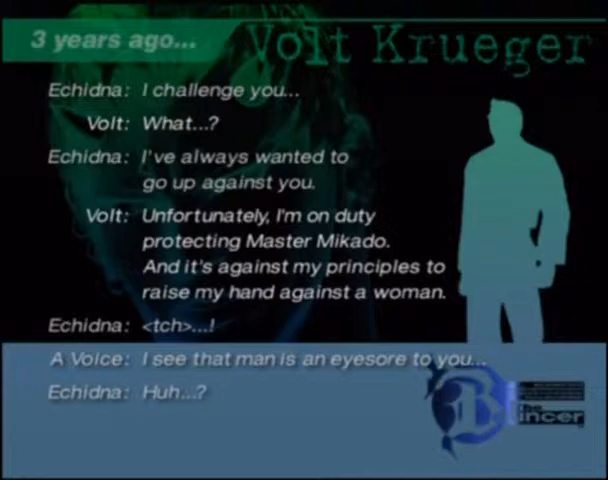 3 years ago...
Volt Krueger
Echidna: I challenge you...
Volt: What...?
Echidna: I've always wanted to
go up against you.
Volt: Unfortunately, I'm on duty
protecting Master Mikado.
And it's against my principles to
raise my hand against a woman.
Echidna: <tch>...!
A Voice: I see that man is an eyesore to you...
Echidna: Huh...?
B